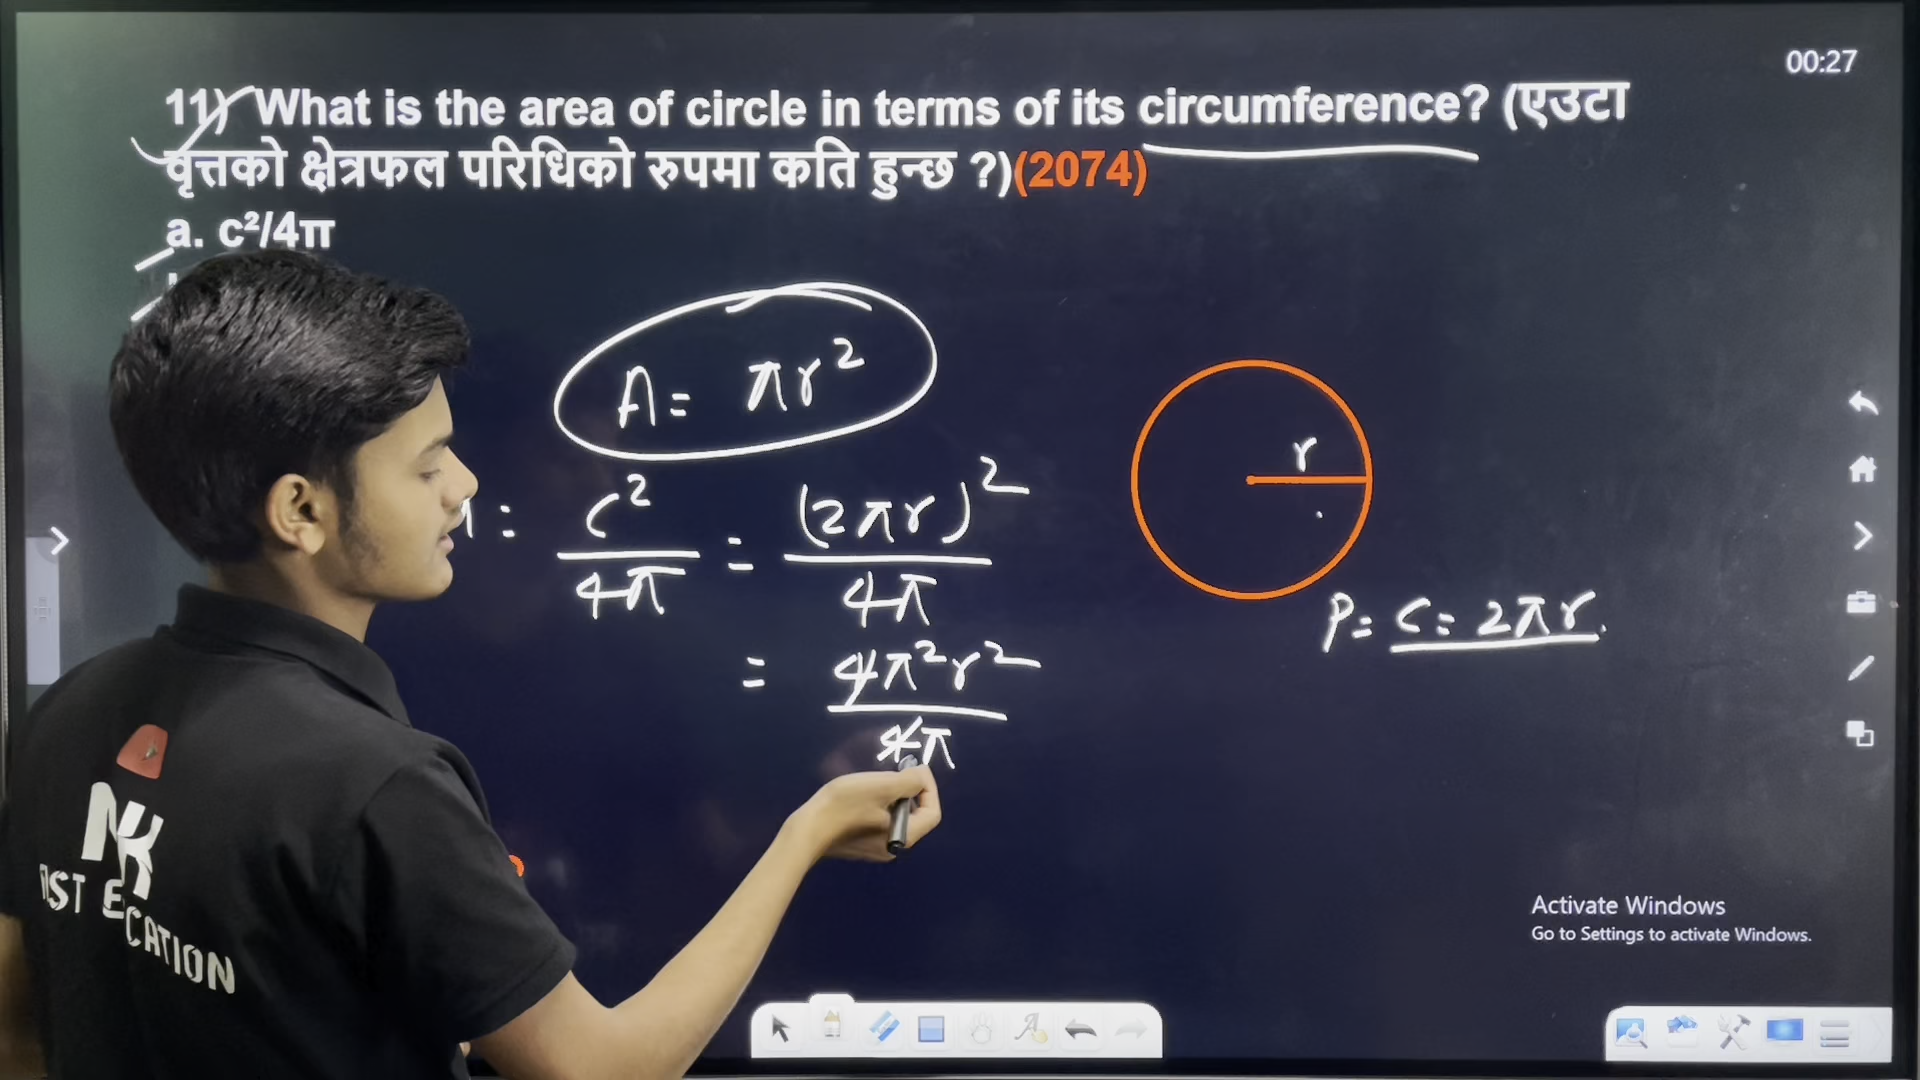 00:27
11) What is the area of circle in terms of its circumference? (एउटा
वृत्तको क्षेत्रफल परिधिको रुपमा कति हुन्छ ?)(2074)
a. c²/4π
A = πr²
r
= c²/4π = (2πr)²/4π
P = C = 2πr.
= 4π²r²/4π
NK
CATION
Activate Windows
Go to Settings to activate Windows.